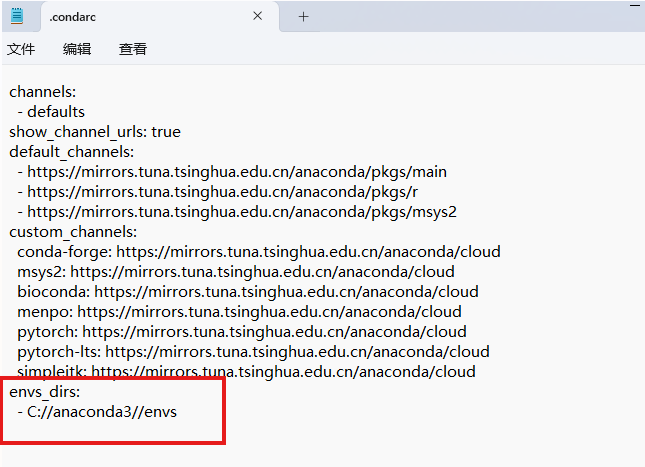 .condarc
文件 编辑 查看
channels:
  - defaults
show_channel_urls: true
default_channels:
  - https://mirrors.tuna.tsinghua.edu.cn/anaconda/pkgs/main
  - https://mirrors.tuna.tsinghua.edu.cn/anaconda/pkgs/r
  - https://mirrors.tuna.tsinghua.edu.cn/anaconda/pkgs/msys2
custom_channels:
  conda-forge: https://mirrors.tuna.tsinghua.edu.cn/anaconda/cloud
  msys2: https://mirrors.tuna.tsinghua.edu.cn/anaconda/cloud
  bioconda: https://mirrors.tuna.tsinghua.edu.cn/anaconda/cloud
  menpo: https://mirrors.tuna.tsinghua.edu.cn/anaconda/cloud
  pytorch: https://mirrors.tuna.tsinghua.edu.cn/anaconda/cloud
  pytorch-lts: https://mirrors.tuna.tsinghua.edu.cn/anaconda/cloud
  simpleitk: https://mirrors.tuna.tsinghua.edu.cn/anaconda/cloud
envs_dirs:
  - C://anaconda3//envs